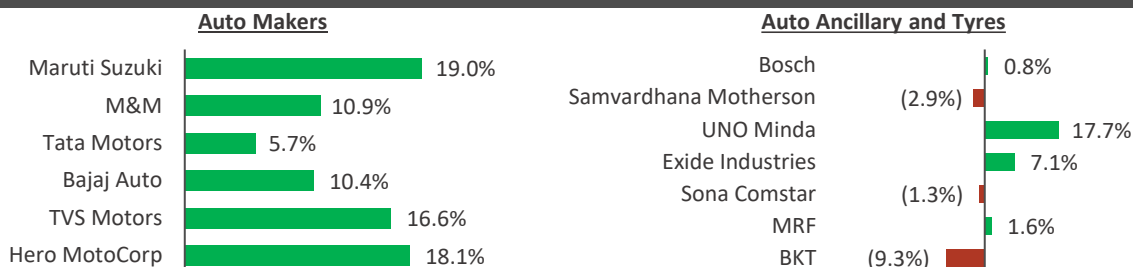 Auto Makers
Maruti Suzuki 19.0%
M&M 10.9%
Tata Motors 5.7%
Bajaj Auto 10.4%
TVS Motors 16.6%
Hero MotoCorp 18.1%
Auto Ancillary and Tyres
Bosch 0.8%
Samvardhana Motherson (2.9%)
UNO Minda 17.7%
Exide Industries 7.1%
Sona Comstar (1.3%)
MRF 1.6%
BKT (9.3%)